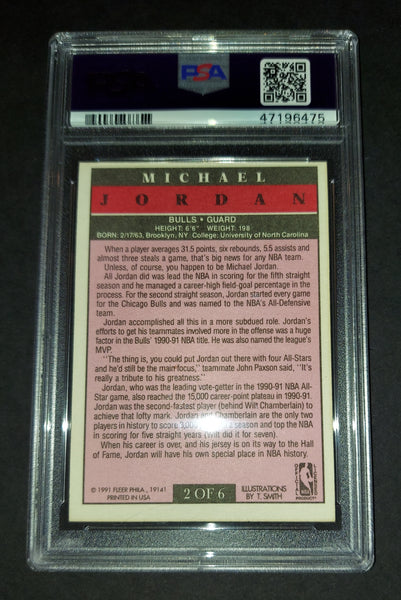 PSA
47196475
MICHAEL
JORDAN
BULLS • GUARD
HEIGHT: 6'6" WEIGHT: 198
BORN: 2/17/63, Brooklyn, NY College: University of North Carolina
When a player averages 31.5 points, six rebounds, 5.5 assists and
almost three steals a game, that's big news for any NBA team.
Unless, of course, you happen to be Michael Jordan.
All Jordan did was lead the NBA in scoring for the fifth straight
season and he managed a career-high field-goal percentage in the
process. For the second straight season, Jordan started every game
for the Chicago Bulls and was named to the NBA's All-Defensive
team.
Jordan accomplished all this in a more subdued role. Jordan's
efforts to get his teammates involved more in the offense was a huge
factor in the Bulls' 1990-91 NBA title. He was also named the league's
MVP.
"The thing is, you could put Jordan out there with four All-Stars
and he'd still be the main focus," teammate John Paxson said, "It's
really a tribute to his greatness."
Jordan, who was the leading vote-getter in the 1990-91 NBA All-
Star game, also reached the 15,000 career-point plateau in 1990-91.
Jordan was the second-fastest player (behind Wilt Chamberlain) to
achieve that lofty mark. Jordan and Chamberlain are the only two
players in history to score 3,000 season and top the NBA
in scoring for five straight years (Wilt did it for seven).
When his career is over, and his jersey is on its way to the Hall
of Fame, Jordan will have his own special place in NBA history.
© 1991 FLEER PHILA., 19141
PRINTED IN USA
2 OF 6
ILLUSTRATIONS
BY T. SMITH
OFFICIAL
LICENSED
NBA
PRODUCT